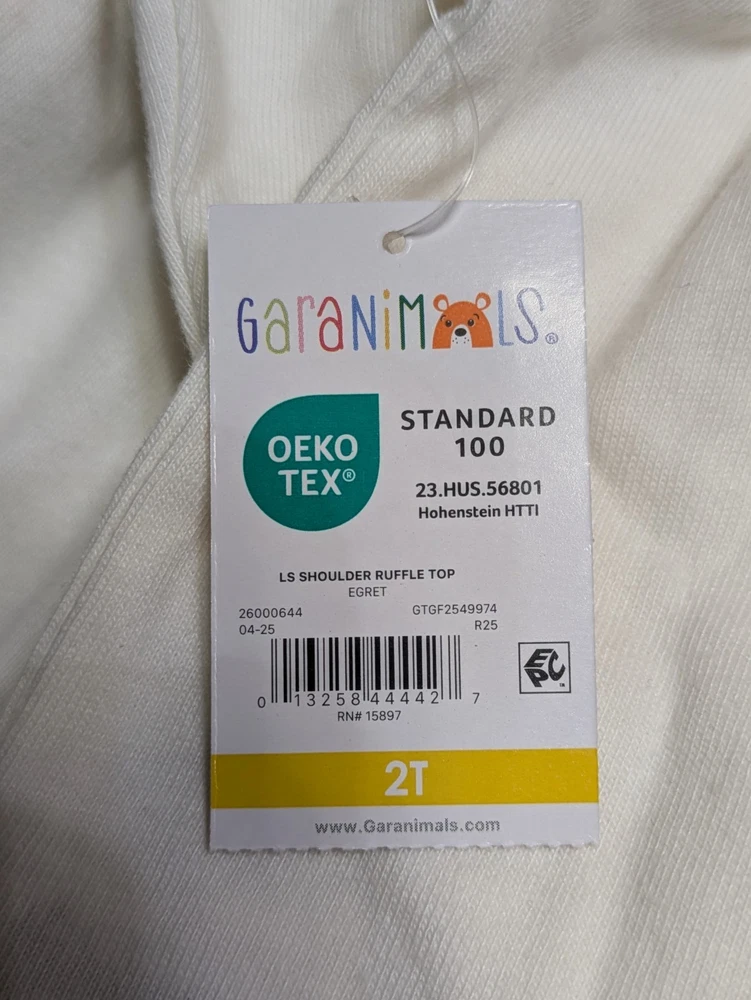 GaraNiMALS®
OEKO
TEX®
STANDARD
100
23.HUS.56801
Hohenstein HTTI
LS SHOULDER RUFFLE TOP
EGRET
26000644 GTGF2549974
04-25 R25
0 13258 44442 7
RN# 15897
EPC™
2T
www.Garanimals.com